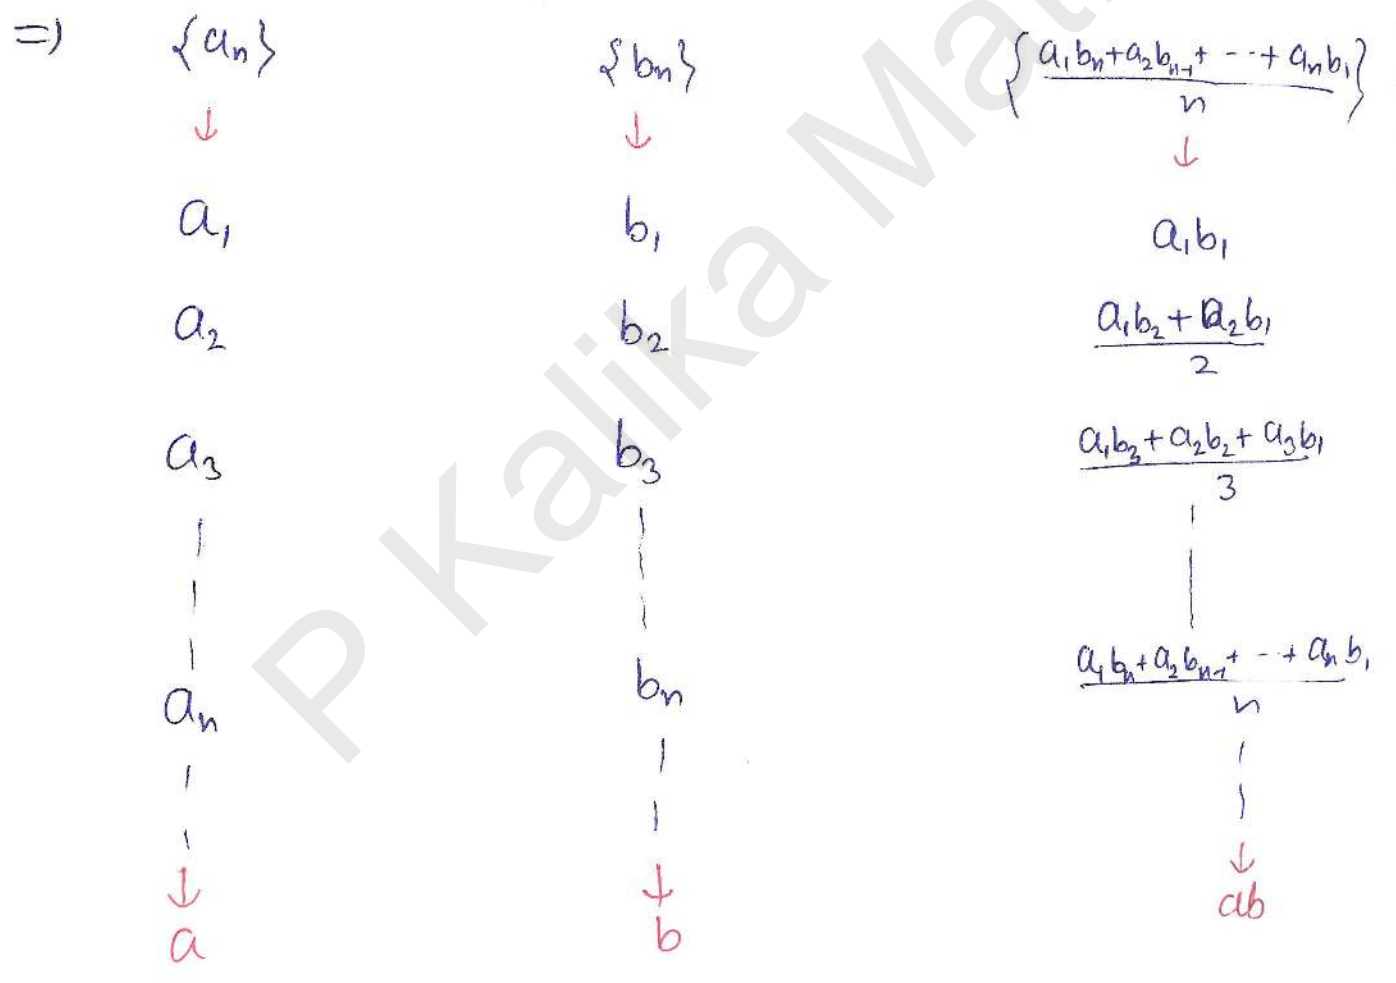 ⇒ {aₙ} {bₙ} {(a₁bₙ+a₂bₙ₋₁+--+aₙb₁)/n}
↓ ↓ ↓
a₁ b₁ a₁b₁
a₂ b₂ (a₁b₂+a₂b₁)/2
a₃ b₃ (a₁b₃+a₂b₂+a₃b₁)/3
aₙ bₙ (a₁bₙ+a₂bₙ₋₁+--+aₙb₁)/n
↓ ↓ ↓
a b ab
P Kalika Mat